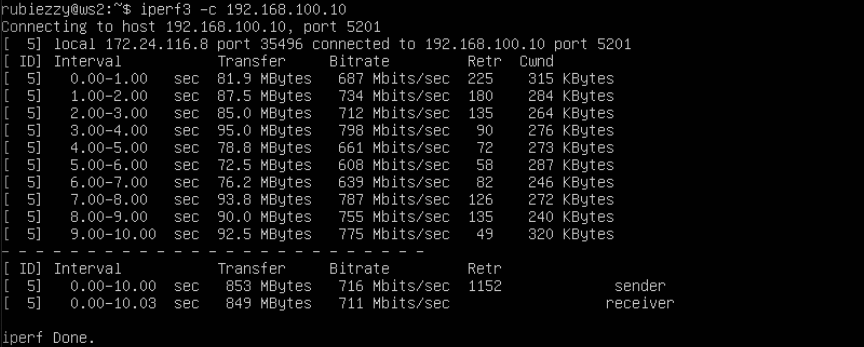 rubiezzy@ws2:~$ iperf3 -c 192.168.100.10
Connecting to host 192.168.100.10, port 5201
[  5] local 172.24.116.8 port 35496 connected to 192.168.100.10 port 5201
[ ID] Interval           Transfer     Bitrate         Retr  Cwnd
[  5]   0.00-1.00   sec  81.9 MBytes   687 Mbits/sec  225    315 KBytes
[  5]   1.00-2.00   sec  87.5 MBytes   734 Mbits/sec  180    284 KBytes
[  5]   2.00-3.00   sec  85.0 MBytes   712 Mbits/sec  135    264 KBytes
[  5]   3.00-4.00   sec  95.0 MBytes   798 Mbits/sec   90    276 KBytes
[  5]   4.00-5.00   sec  78.8 MBytes   661 Mbits/sec   72    273 KBytes
[  5]   5.00-6.00   sec  72.5 MBytes   608 Mbits/sec   58    287 KBytes
[  5]   6.00-7.00   sec  76.2 MBytes   639 Mbits/sec   82    246 KBytes
[  5]   7.00-8.00   sec  93.8 MBytes   787 Mbits/sec  126    272 KBytes
[  5]   8.00-9.00   sec  90.0 MBytes   755 Mbits/sec  135    240 KBytes
[  5]   9.00-10.00  sec  92.5 MBytes   775 Mbits/sec   49    320 KBytes
- - - - - - - - - - - - - - - - - - - - - - - - -
[ ID] Interval           Transfer     Bitrate         Retr
[  5]   0.00-10.00  sec   853 MBytes   716 Mbits/sec  1152             sender
[  5]   0.00-10.03  sec   849 MBytes   711 Mbits/sec                  receiver
iperf Done.